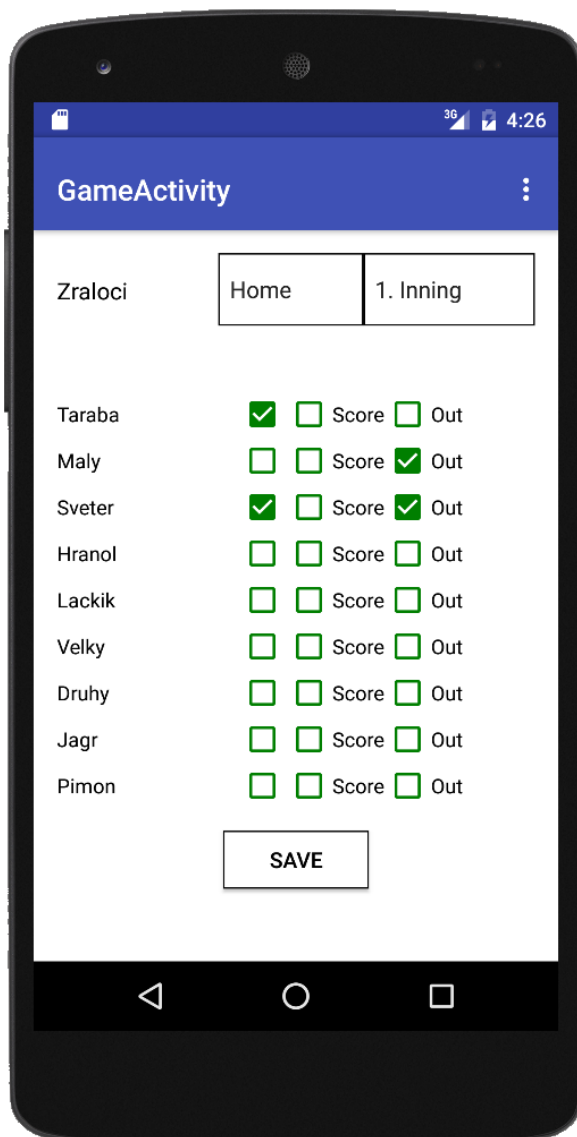 3G 4:26
GameActivity
Zraloci Home 1. Inning
Taraba Score Out
Maly Score Out
Sveter Score Out
Hranol Score Out
Lackik Score Out
Velky Score Out
Druhy Score Out
Jagr Score Out
Pimon Score Out
SAVE